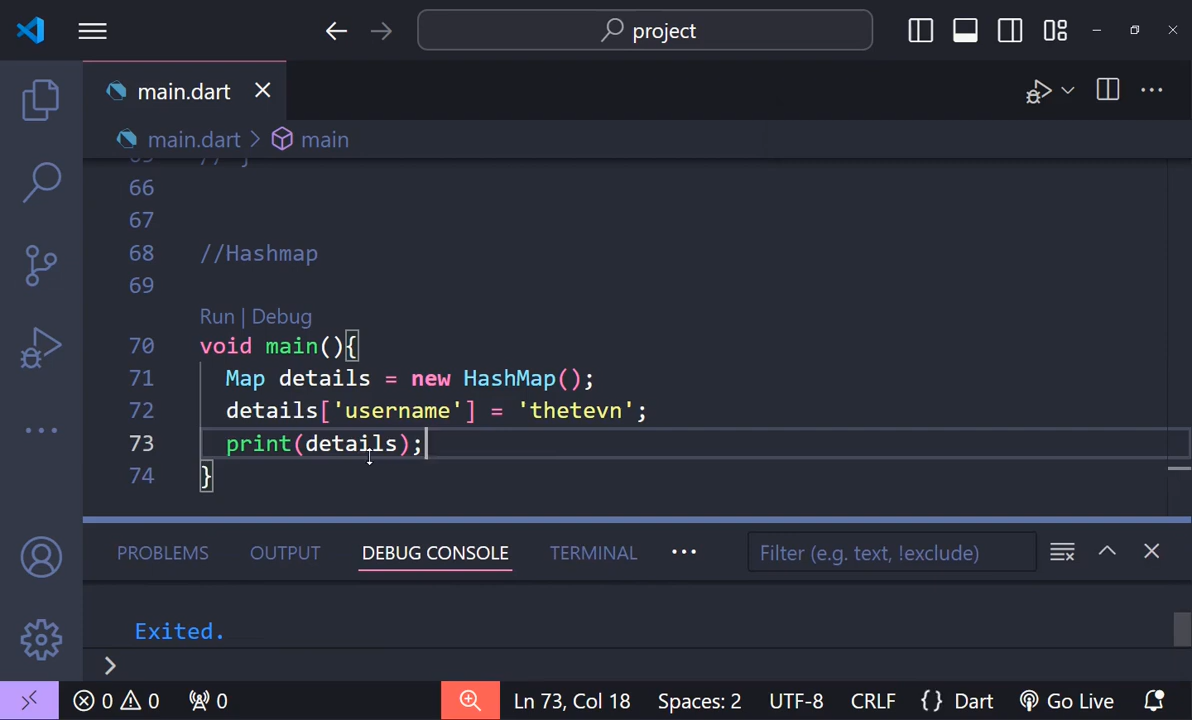 project
main.dart
main.dart > main
66
67
68 //Hashmap
69
Run | Debug
70 void main(){
71 Map details = new HashMap();
72 details['username'] = 'thetevn';
73 print(details);
74 }
PROBLEMS OUTPUT DEBUG CONSOLE TERMINAL ... Filter (e.g. text, !exclude)
Exited.
>
0 0 0 Ln 73, Col 18 Spaces: 2 UTF-8 CRLF {} Dart Go Live